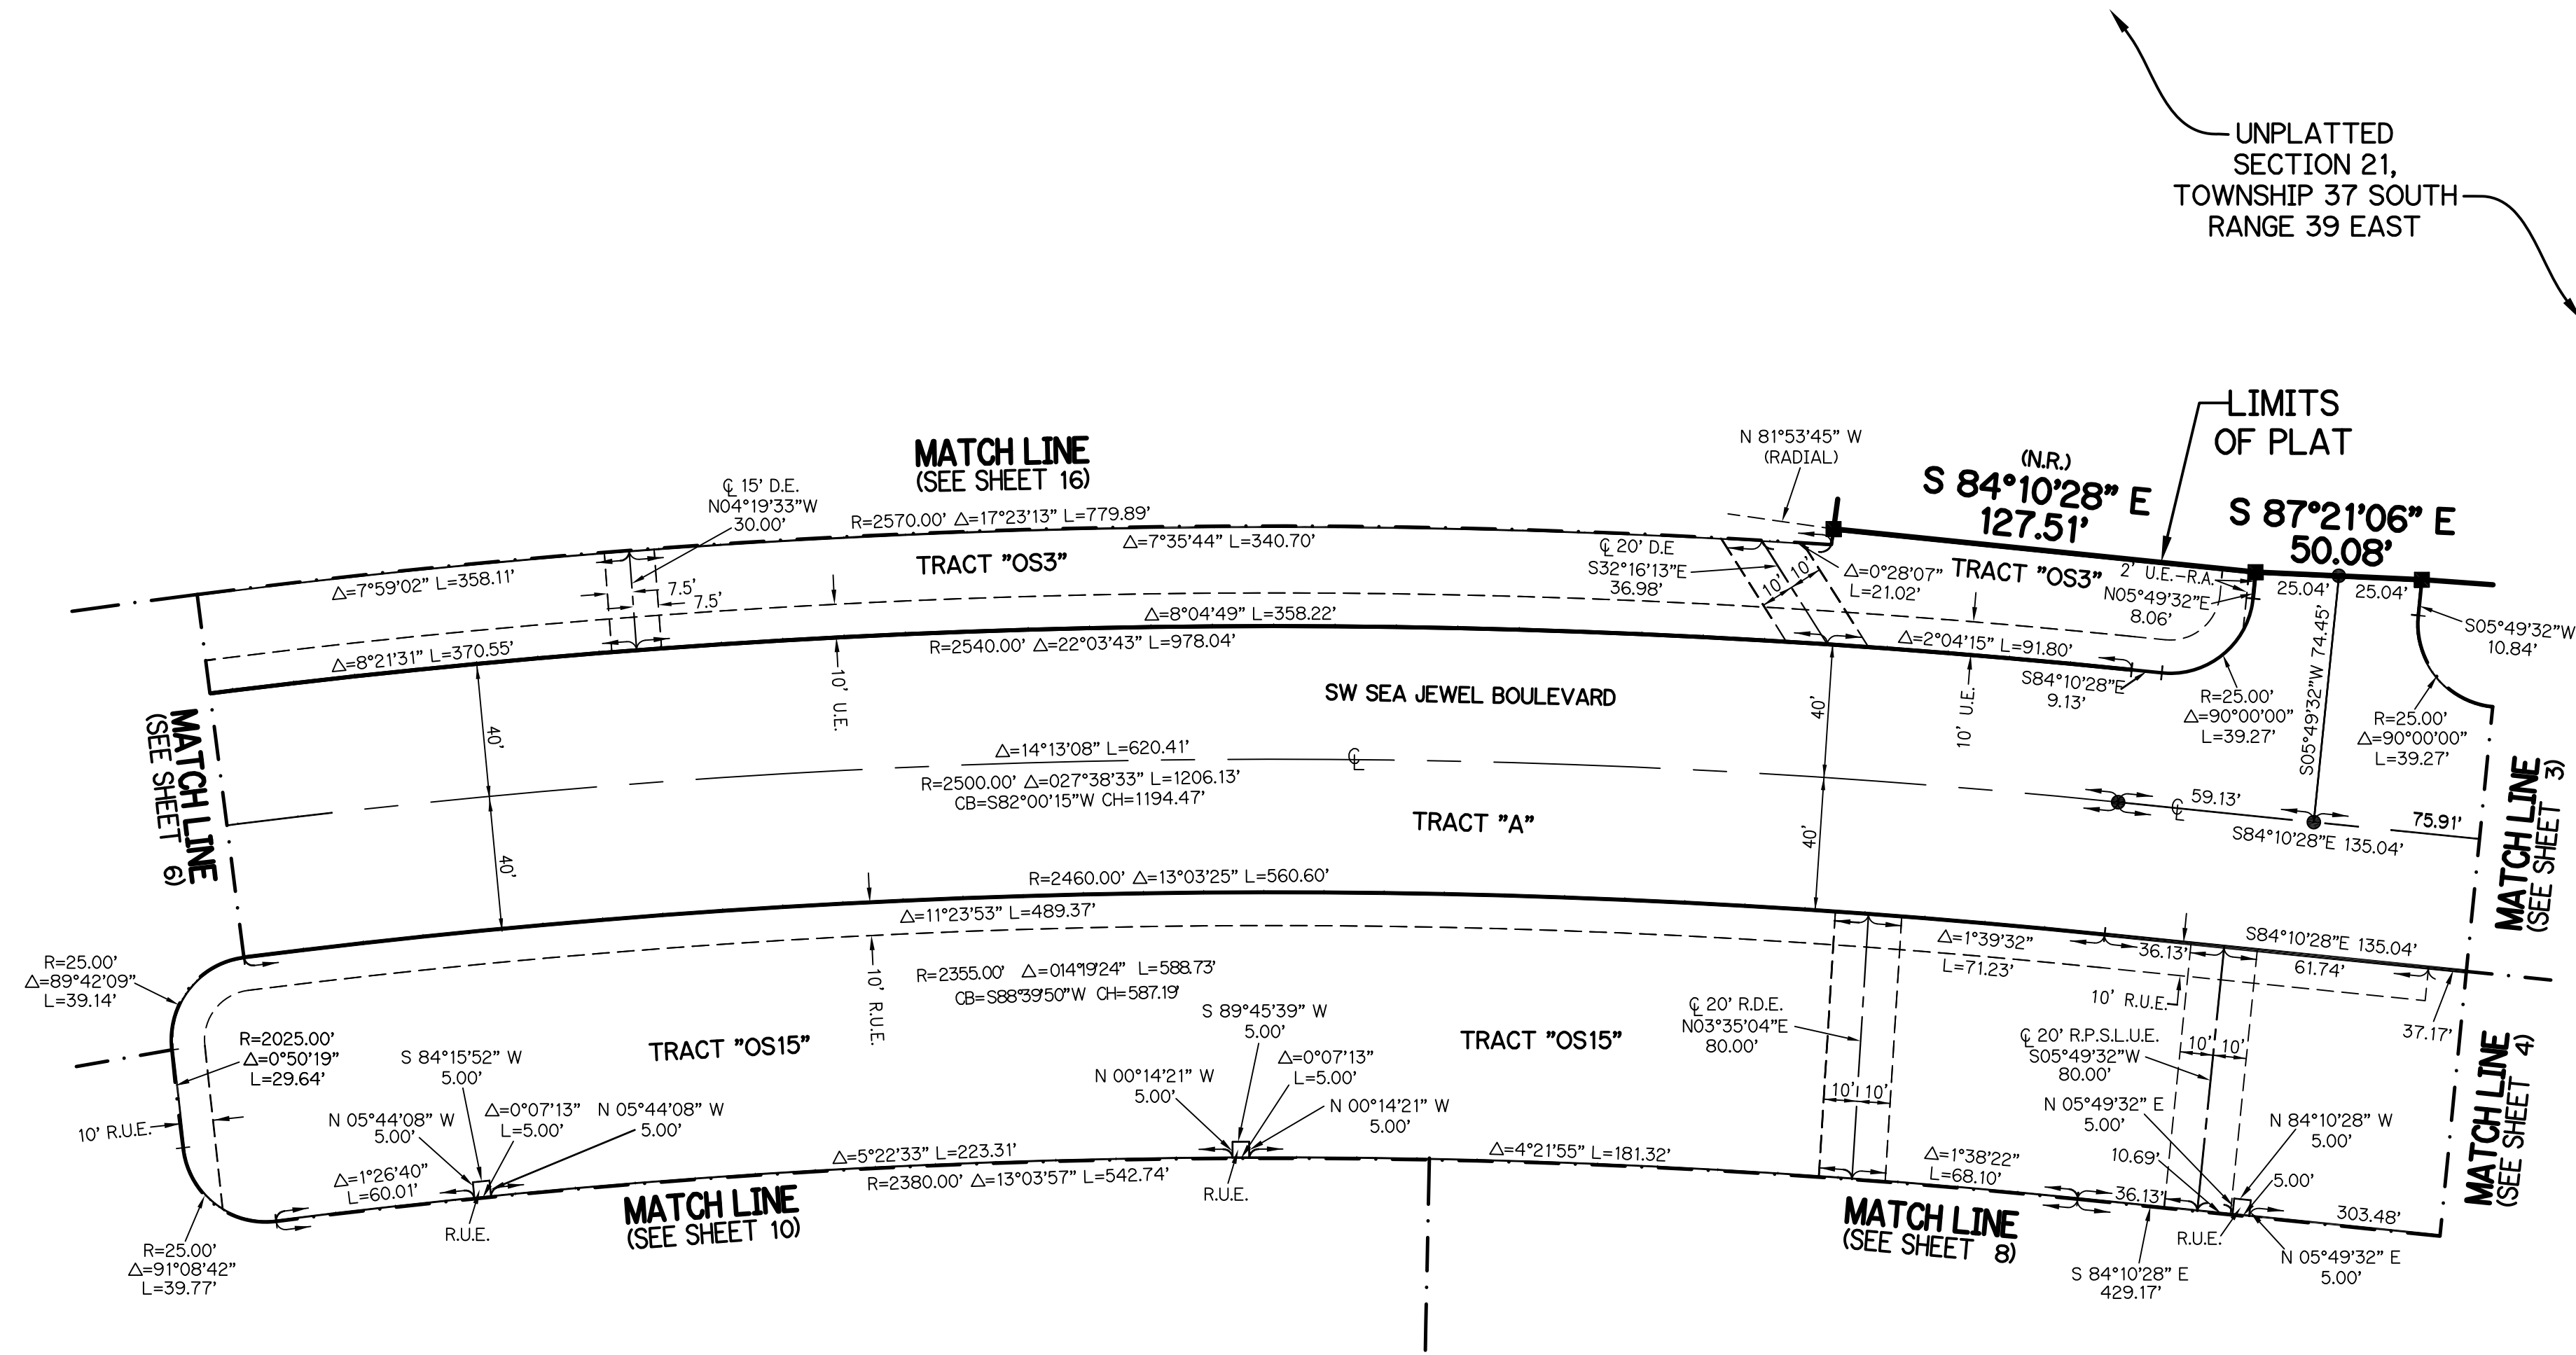 UNPLATTED
SECTION 21,
TOWNSHIP 37 SOUTH
RANGE 39 EAST
LIMITS
OF PLAT
MATCH LINE
(SEE SHEET 16)
N 81°53'45" W
(RADIAL)
(N.R.)
S 84°10'28" E
127.51'
S 87°21'06" E
50.08'
℄ 15' D.E.
N04°19'33"W
30.00'
R=2570.00' △=17°23'13" L=779.89'
△=7°35'44" L=340.70'
△=7°59'02" L=358.11'
TRACT "OS3"
7.5'
7.5'
℄ 20' D.E
S32°16'13"E
36.98'
10'
10'
△=0°28'07"
L=21.02'
TRACT "OS3"
2' U.E.-R.A.
N05°49'32"E
8.06'
25.04'
25.04'
S05°49'32"W
10.84'
△=8°04'49" L=358.22'
R=2540.00' △=22°03'43" L=978.04'
△=8°21'31" L=370.55'
△=2°04'15" L=91.80'
S84°10'28"E
9.13'
10' U.E.
10' U.E.
SW SEA JEWEL BOULEVARD
R=25.00'
△=90°00'00"
L=39.27'
S05°49'32"W 74.45'
R=25.00'
△=90°00'00"
L=39.27'
MATCH LINE
(SEE SHEET 6)
40'
40'
40'
40'
△=14°13'08" L=620.41'
℄
R=2500.00' △=027°38'33" L=1206.13'
CB=S82°00'15"W CH=1194.47'
TRACT "A"
59.13'
℄
75.91'
S84°10'28"E 135.04'
MATCH LINE
(SEE SHEET 3)
R=2460.00' △=13°03'25" L=560.60'
△=11°23'53" L=489.37'
△=1°39'32"
L=71.23'
36.13'
S84°10'28"E 135.04'
61.74'
10' R.U.E.
37.17'
R=25.00'
△=89°42'09"
L=39.14'
R=2355.00' △=014°19'24" L=588.73'
CB=S88°39'50"W CH=587.19'
10' R.U.E.
TRACT "OS15"
TRACT "OS15"
R=2025.00'
△=0°50'19"
L=29.64'
S 84°15'52" W
5.00'
N 05°44'08" W
5.00'
△=0°07'13"
L=5.00'
N 05°44'08" W
5.00'
S 89°45'39" W
5.00'
N 00°14'21" W
5.00'
△=0°07'13"
L=5.00'
N 00°14'21" W
5.00'
℄ 20' R.D.E.
N03°35'04"E
80.00'
10'
10'
℄ 20' R.P.S.L.U.E.
S05°49'32"W
80.00'
10'
10'
N 05°49'32" E
5.00'
N 84°10'28" W
5.00'
10.69'
5.00'
MATCH LINE
(SEE SHEET 4)
10' R.U.E.
△=1°26'40"
L=60.01'
R.U.E.
△=5°22'33" L=223.31'
R=2380.00' △=13°03'57" L=542.74'
R.U.E.
△=4°21'55" L=181.32'
△=1°38'22"
L=68.10'
36.13'
303.48'
R.U.E.
N 05°49'32" E
5.00'
S 84°10'28" E
429.17'
MATCH LINE
(SEE SHEET 10)
MATCH LINE
(SEE SHEET 8)
R=25.00'
△=91°08'42"
L=39.77'